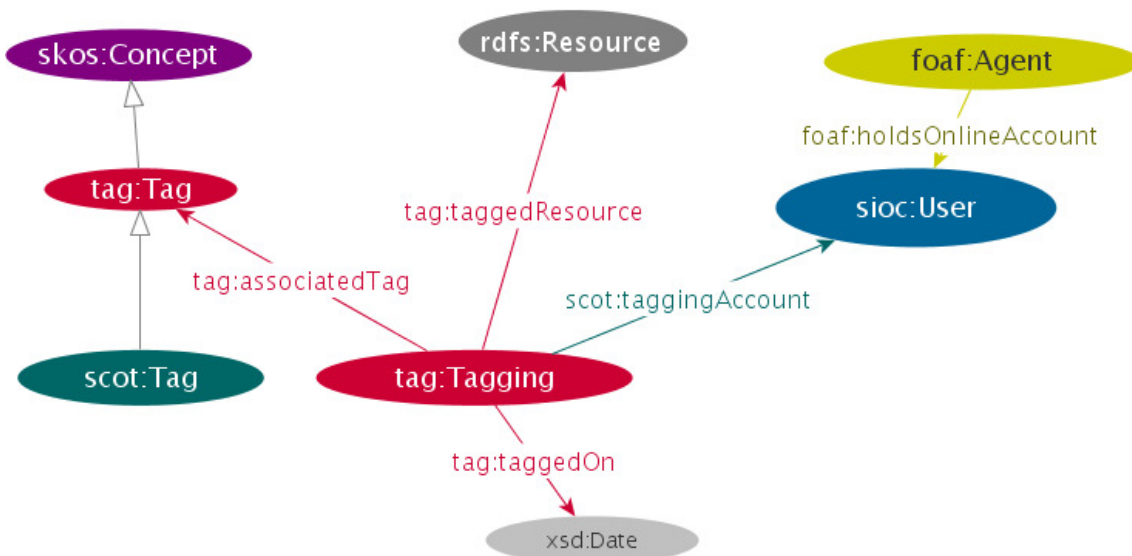 skos:Concept
rdfs:Resource
foaf:Agent
foaf:holdsOnlineAccount
tag:Tag
sioc:User
tag:taggedResource
tag:associatedTag
scot:taggingAccount
scot:Tag
tag:Tagging
tag:taggedOn
xsd:Date